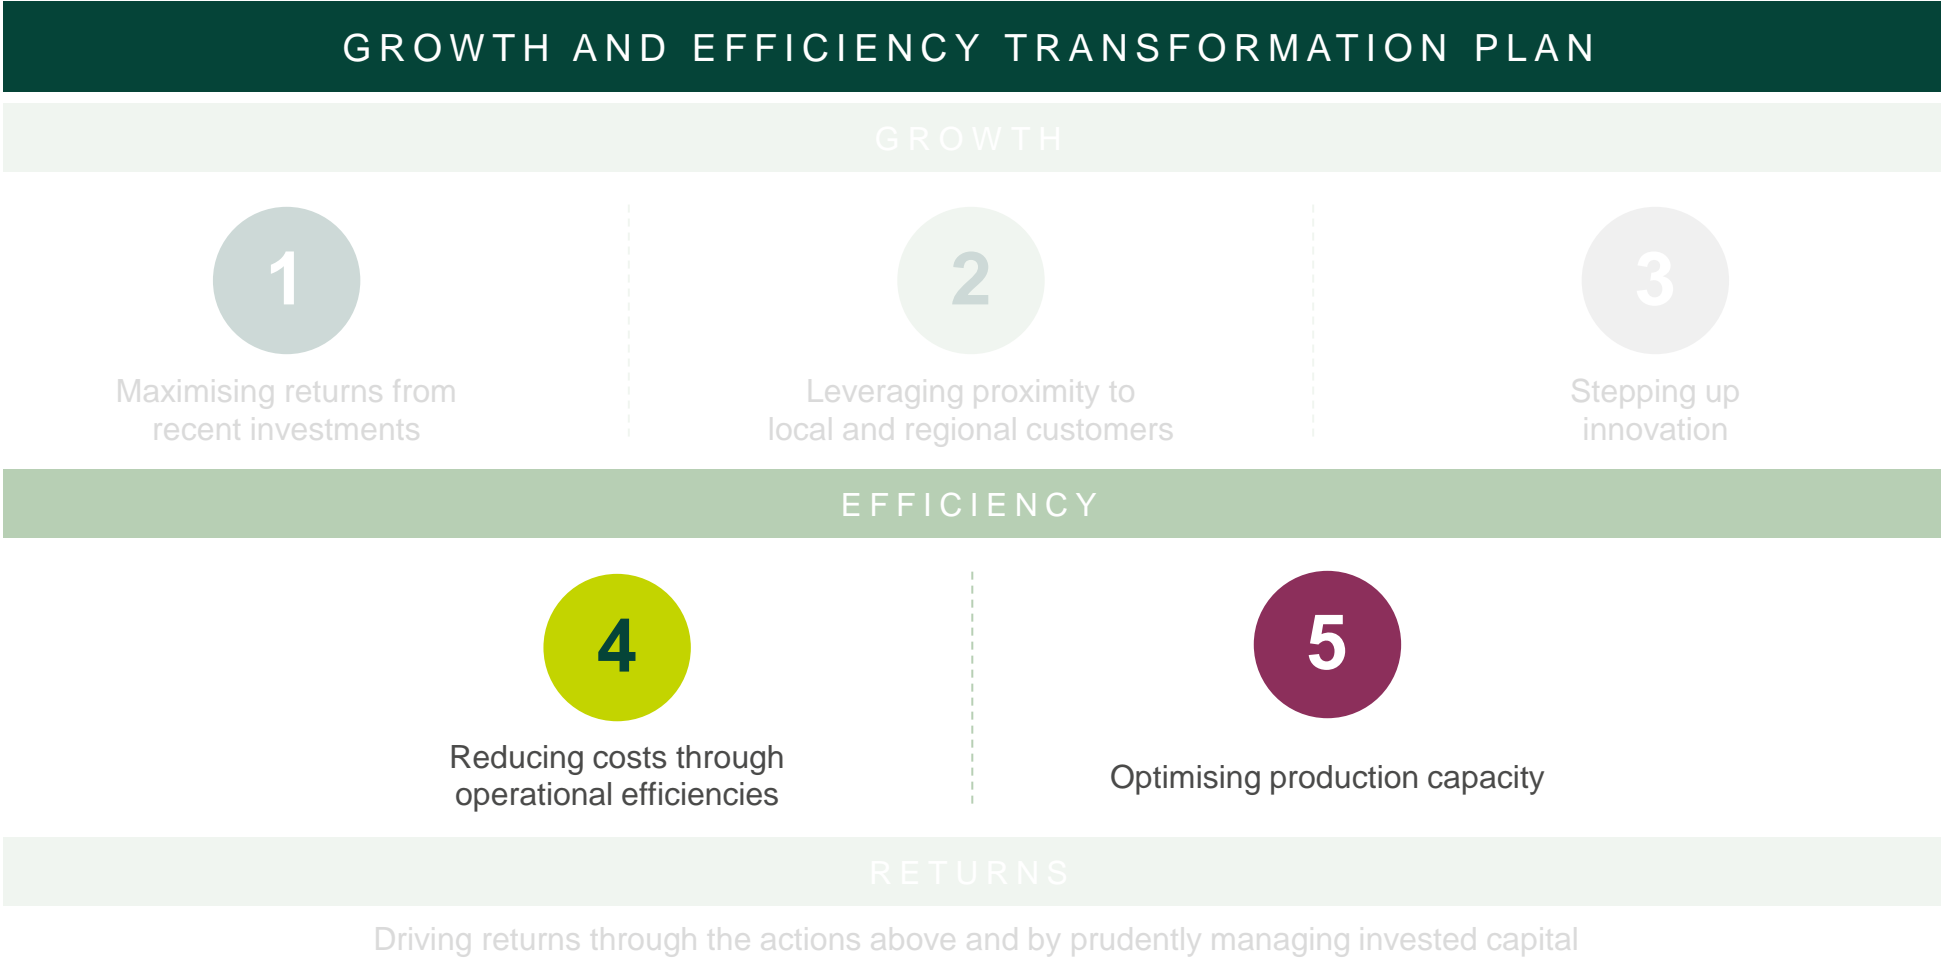 GROWTH AND EFFICIENCY TRANSFORMATION PLAN
GROWTH
1
2
3
Maximising returns from
recent investments
Leveraging proximity to
local and regional customers
Stepping up
innovation
EFFICIENCY
4
5
Reducing costs through
operational efficiencies
Optimising production capacity
RETURNS
Driving returns through the actions above and by prudently managing invested capital